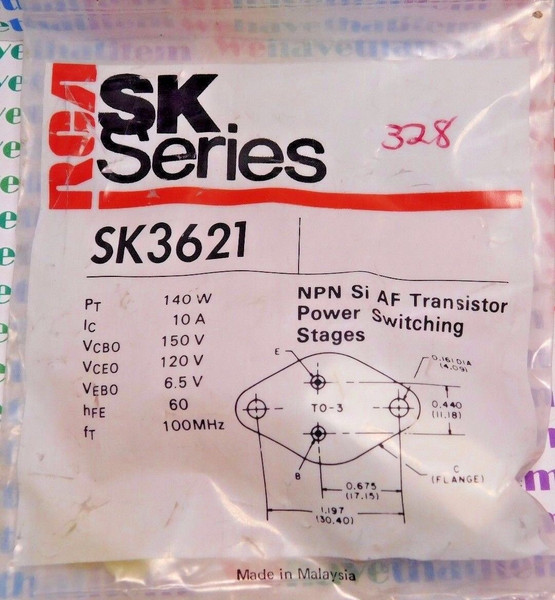 RCA
SK
Series
328
SK3621
PT 140 W
IC 10 A
VCBO 150 V
VCEO 120 V
VEBO 6.5 V
hFE 60
fT 100MHz
NPN Si AF Transistor
Power Switching
Stages
E
0.161 DIA
(4.09)
TO-3
0.440
(11.18)
B
C
(FLANGE)
0.675
(17.15)
1.197
(30.40)
Made in Malaysia